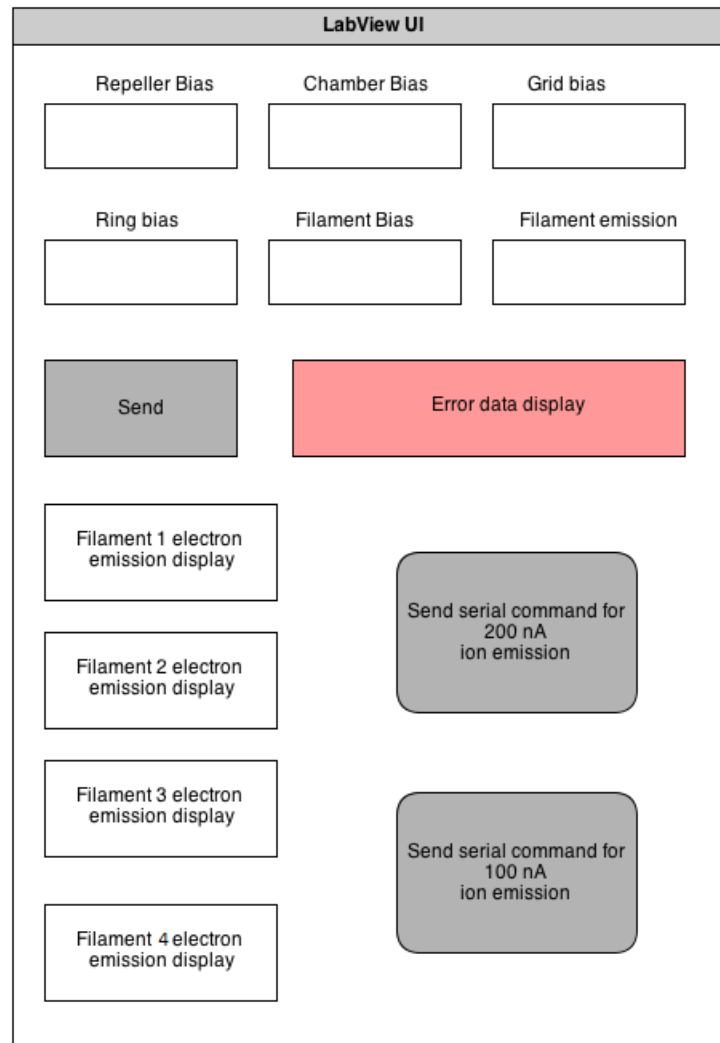 LabView UI
Repeller Bias
Chamber Bias
Grid bias
Ring bias
Filament Bias
Filament emission
Send
Error data display
Filament 1 electron
emission display
Filament 2 electron
emission display
Filament 3 electron
emission display
Filament 4 electron
emission display
Send serial command for
200 nA
ion emission
Send serial command for
100 nA
ion emission